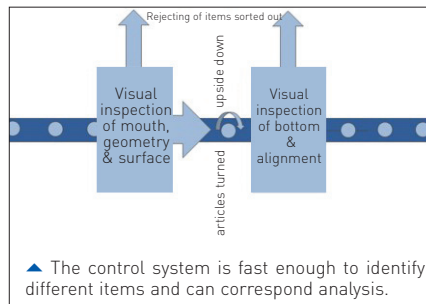 Rejecting of items sorted out
Visual
inspection
of mouth,
geometry
& surface
articles turned
upside down
Visual
inspection
of bottom
&
alignment
▲ The control system is fast enough to identify
different items and can correspond analysis.